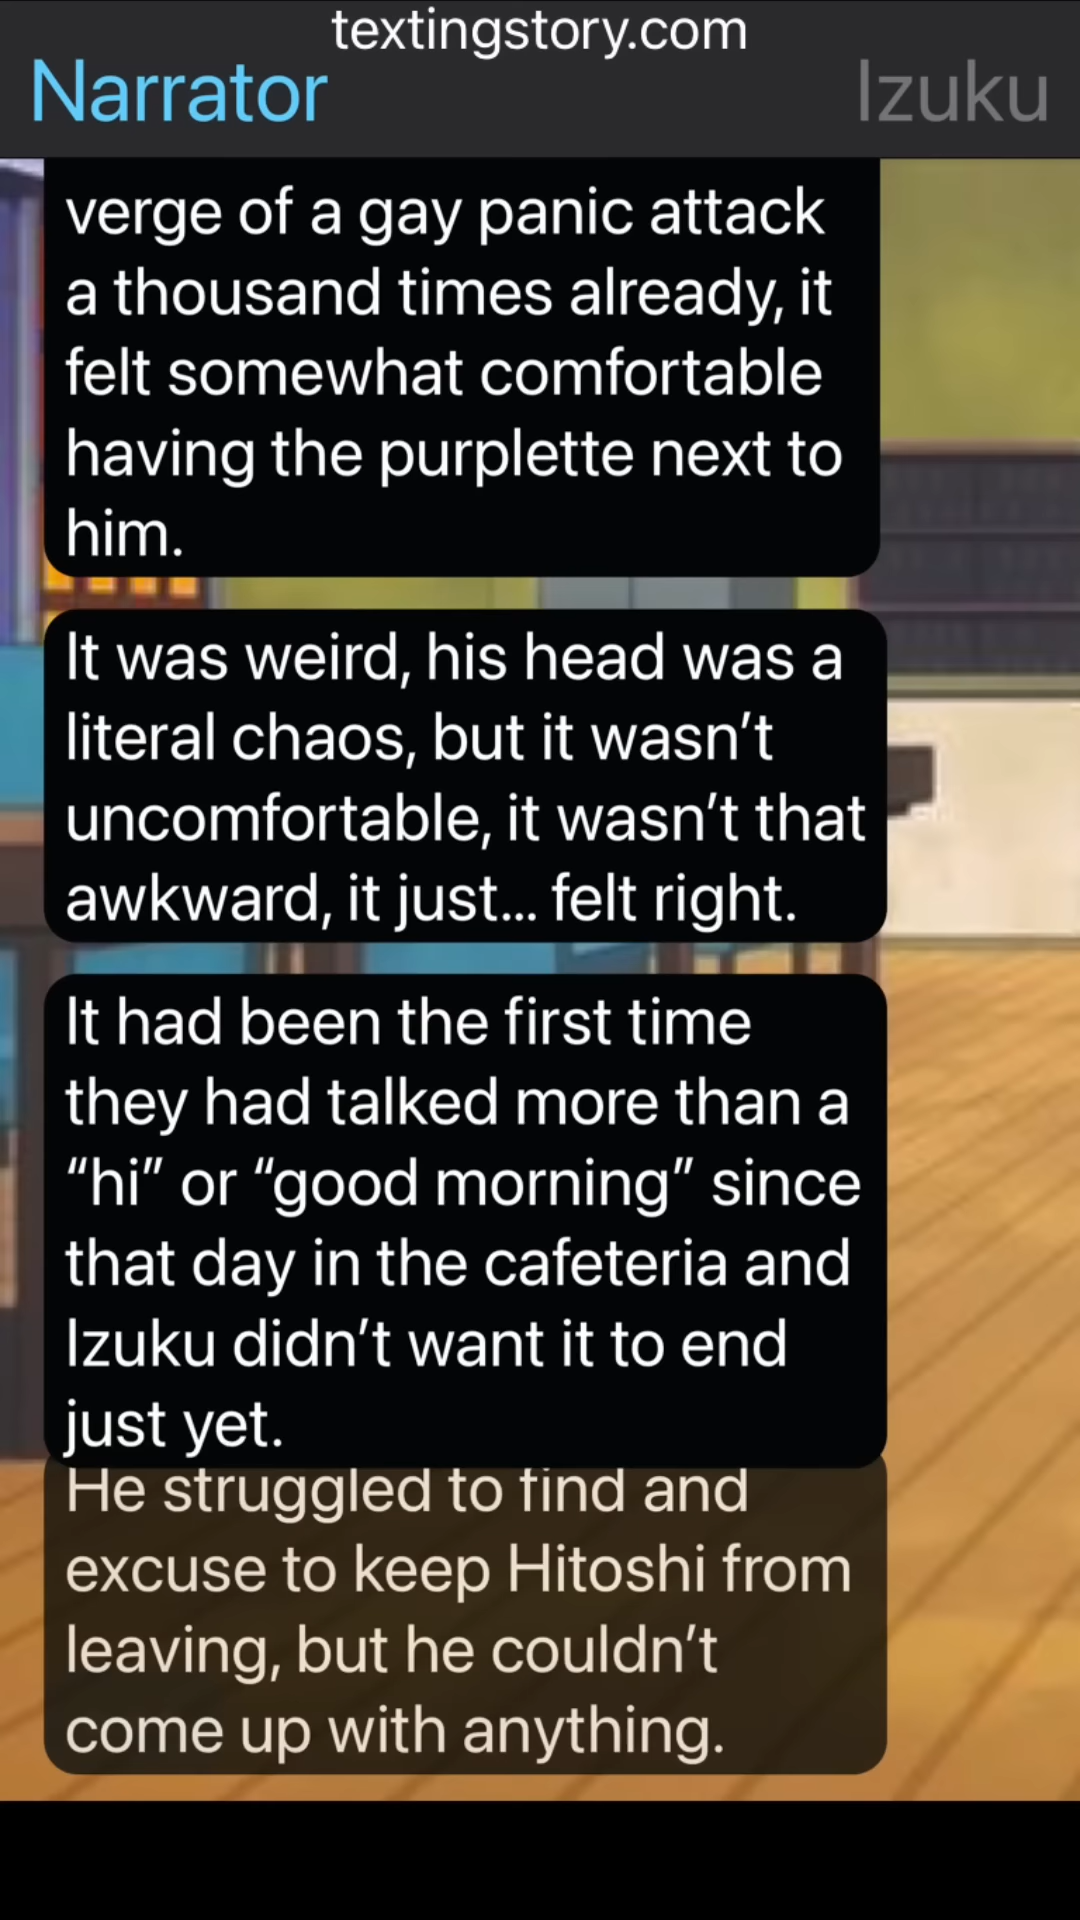 textingstory.com
Narrator
Izuku
verge of a gay panic attack
a thousand times already, it
felt somewhat comfortable
having the purplette next to
him.
It was weird, his head was a
literal chaos, but it wasn’t
uncomfortable, it wasn’t that
awkward, it just... felt right.
It had been the first time
they had talked more than a
“hi” or “good morning” since
that day in the cafeteria and
Izuku didn’t want it to end
just yet.
He struggled to find and
excuse to keep Hitoshi from
leaving, but he couldn’t
come up with anything.